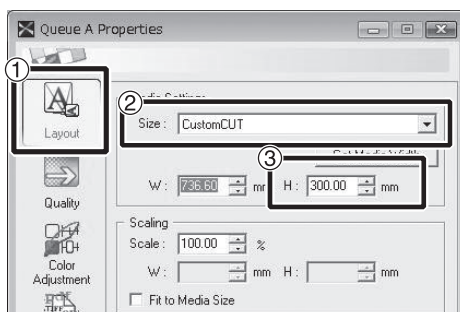 Queue A Properties
1
2
3
Layout
Size : CustomCUT
W : 736.60 mm H : 300.00 mm
Quality
Scaling
Scale : 100.00 %
Color
Adjustment
W : mm H : mm
Fit to Media Size